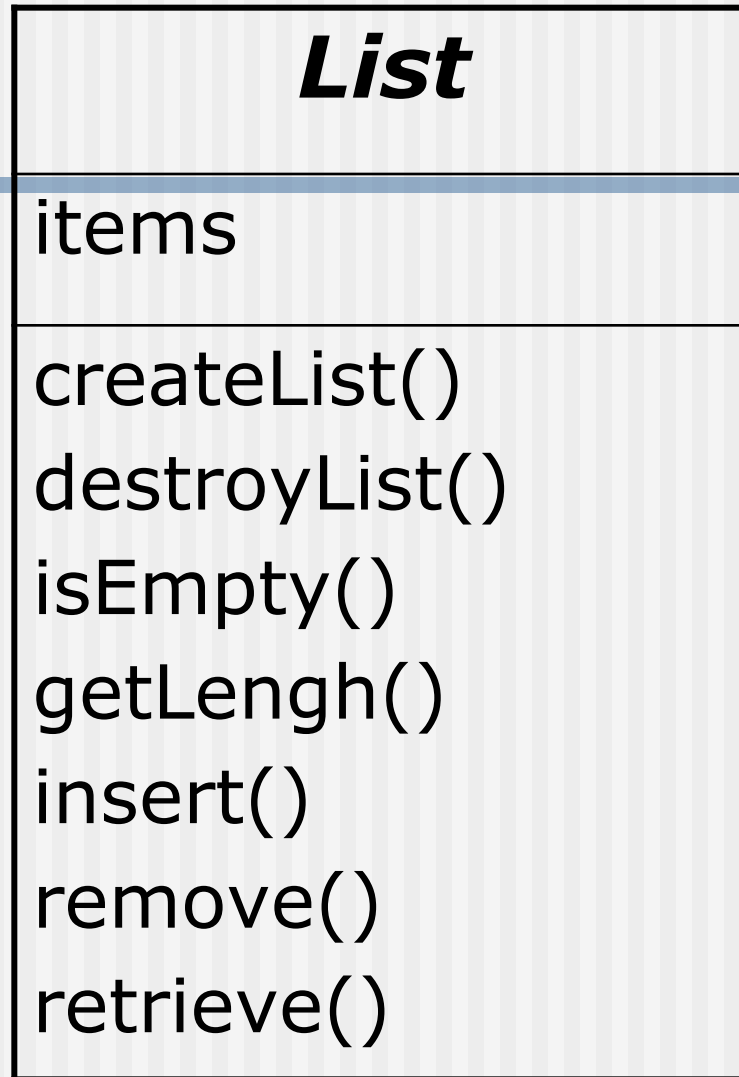 List
items
createList()
destroyList()
isEmpty()
getLengh()
insert()
remove()
retrieve()